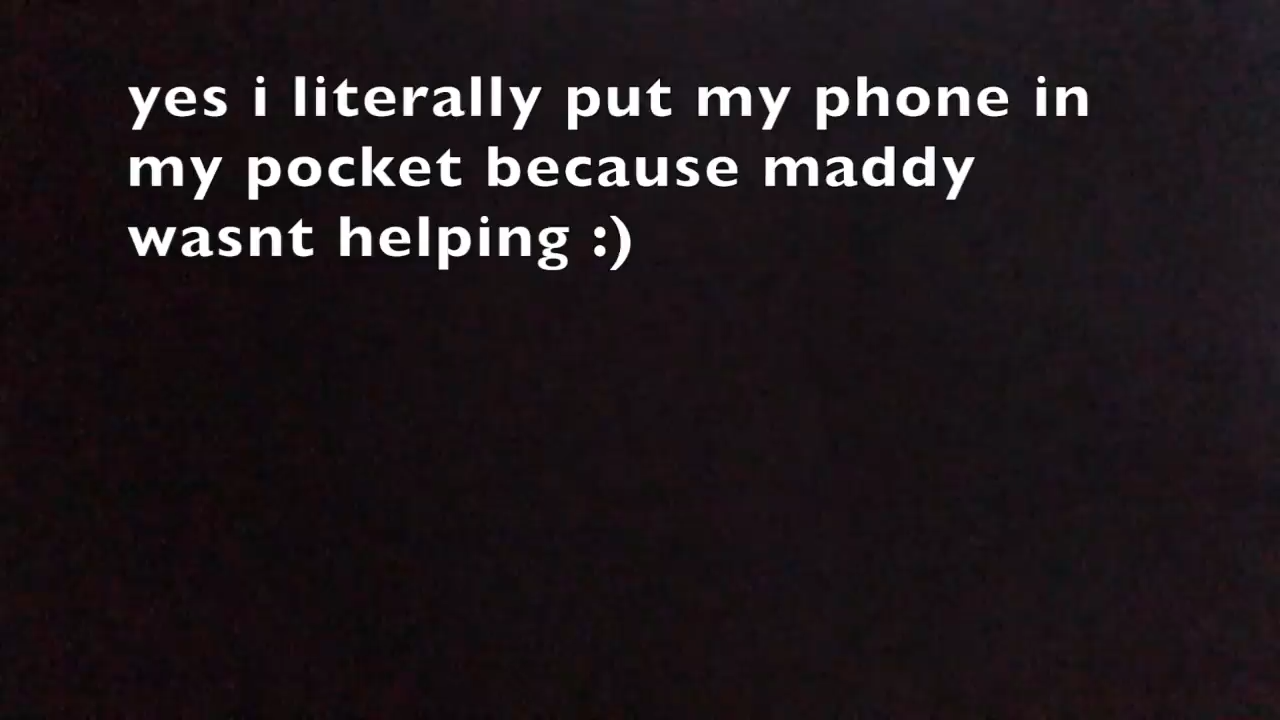 yes i literally put my phone in
my pocket because maddy
wasnt helping :)